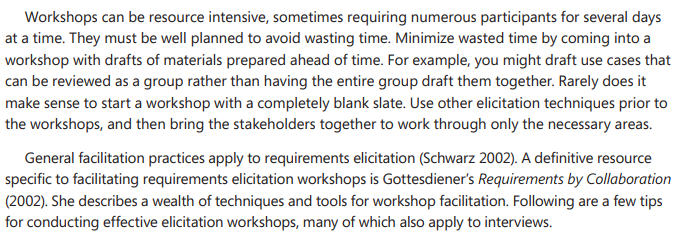 Workshops can be resource intensive, sometimes requiring numerous participants for several days
at a time. They must be well planned to avoid wasting time. Minimize wasted time by coming into a
workshop with drafts of materials prepared ahead of time. For example, you might draft use cases that
can be reviewed as a group rather than having the entire group draft them together. Rarely does it
make sense to start a workshop with a completely blank slate. Use other elicitation techniques prior to
the workshops, and then bring the stakeholders together to work through only the necessary areas.
General facilitation practices apply to requirements elicitation (Schwarz 2002). A definitive resource
specific to facilitating requirements elicitation workshops is Gottesdiener’s Requirements by Collaboration
(2002). She describes a wealth of techniques and tools for workshop facilitation. Following are a few tips
for conducting effective elicitation workshops, many of which also apply to interviews.